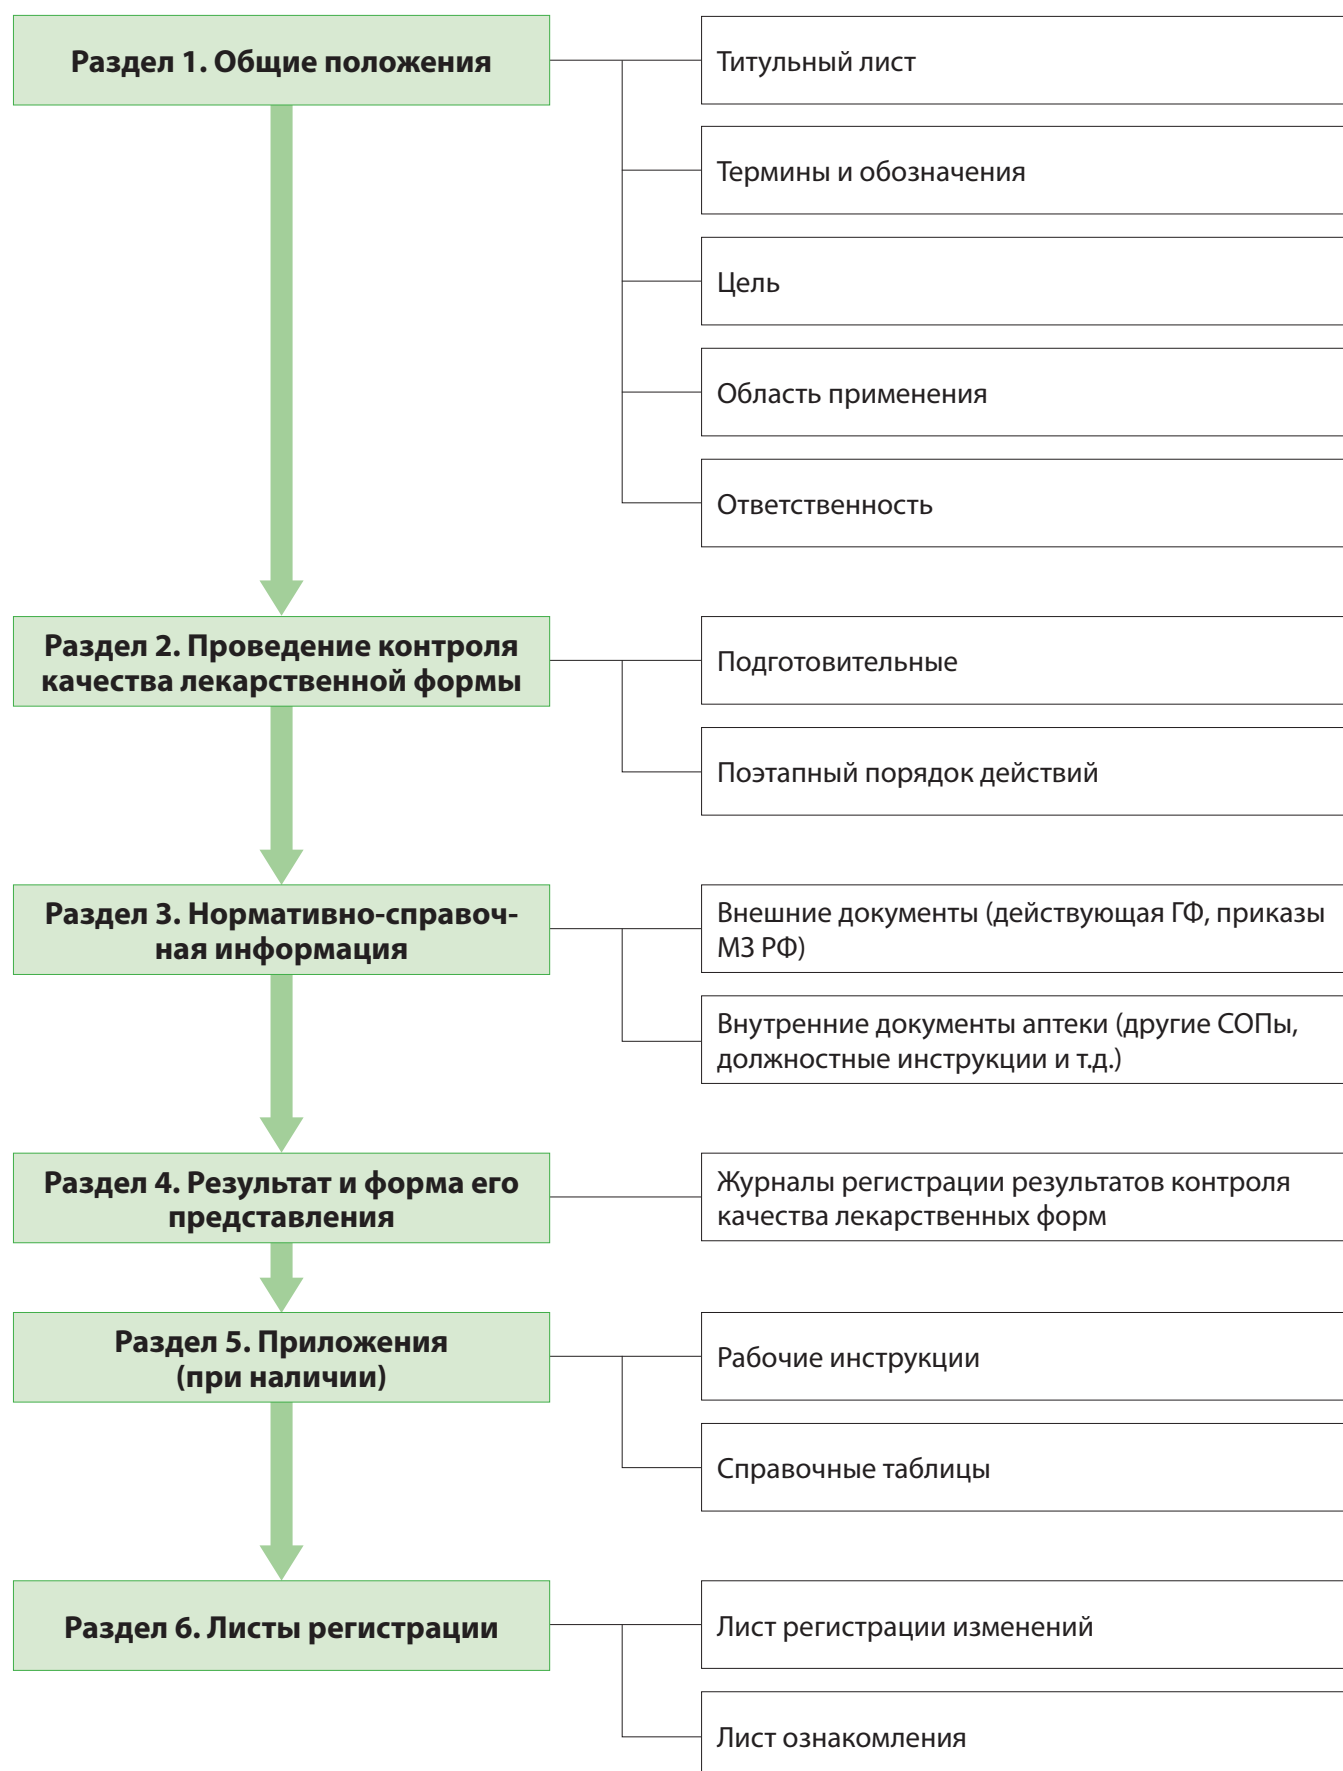 Раздел 1. Общие положения
Титульный лист
Термины и обозначения
Цель
Область применения
Ответственность
Раздел 2. Проведение контроля
качества лекарственной формы
Подготовительные
Поэтапный порядок действий
Раздел 3. Нормативно-справоч-
ная информация
Внешние документы (действующая ГФ, приказы
МЗ РФ)
Внутренние документы аптеки (другие СОПы,
должностные инструкции и т.д.)
Раздел 4. Результат и форма его
представления
Журналы регистрации результатов контроля
качества лекарственных форм
Раздел 5. Приложения
(при наличии)
Рабочие инструкции
Справочные таблицы
Раздел 6. Листы регистрации
Лист регистрации изменений
Лист ознакомления